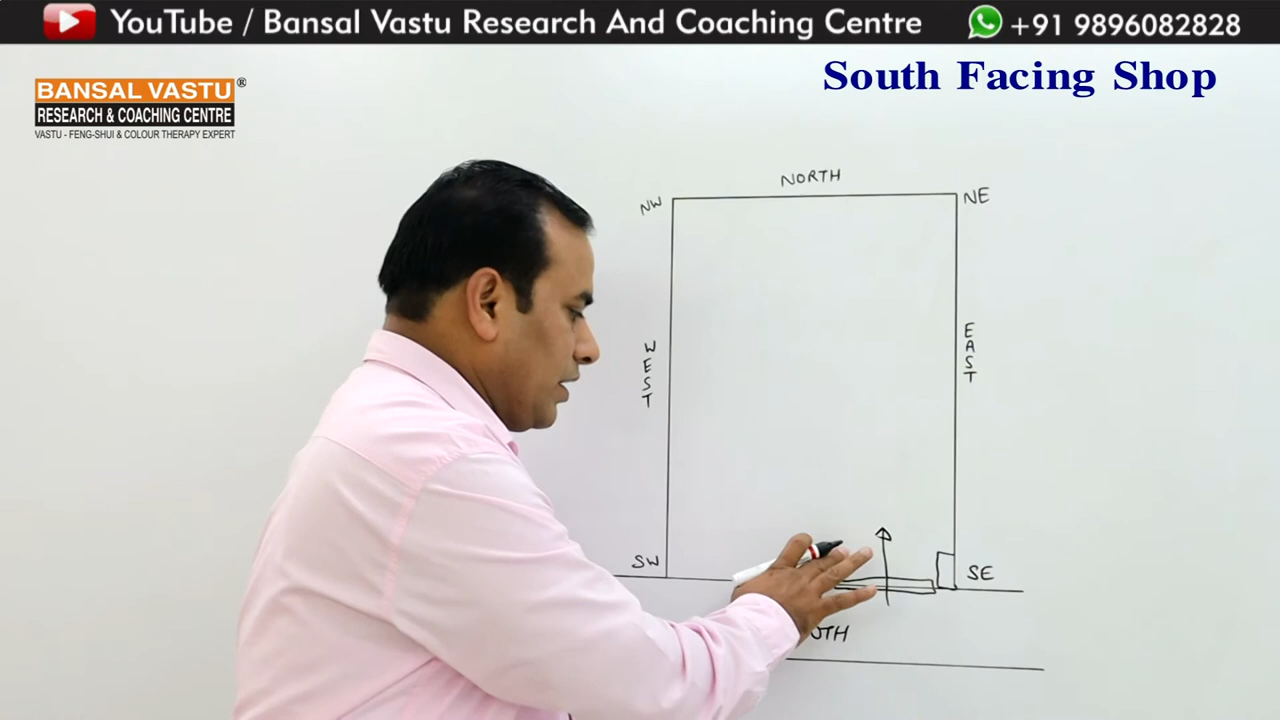 YouTube / Bansal Vastu Research And Coaching Centre
+91 9896082828
South Facing Shop
BANSAL VASTU®
RESEARCH & COACHING CENTRE
VASTU - FENG-SHUI & COLOUR THERAPY EXPERT
NORTH
NW
NE
WEST
EAST
SW
SE